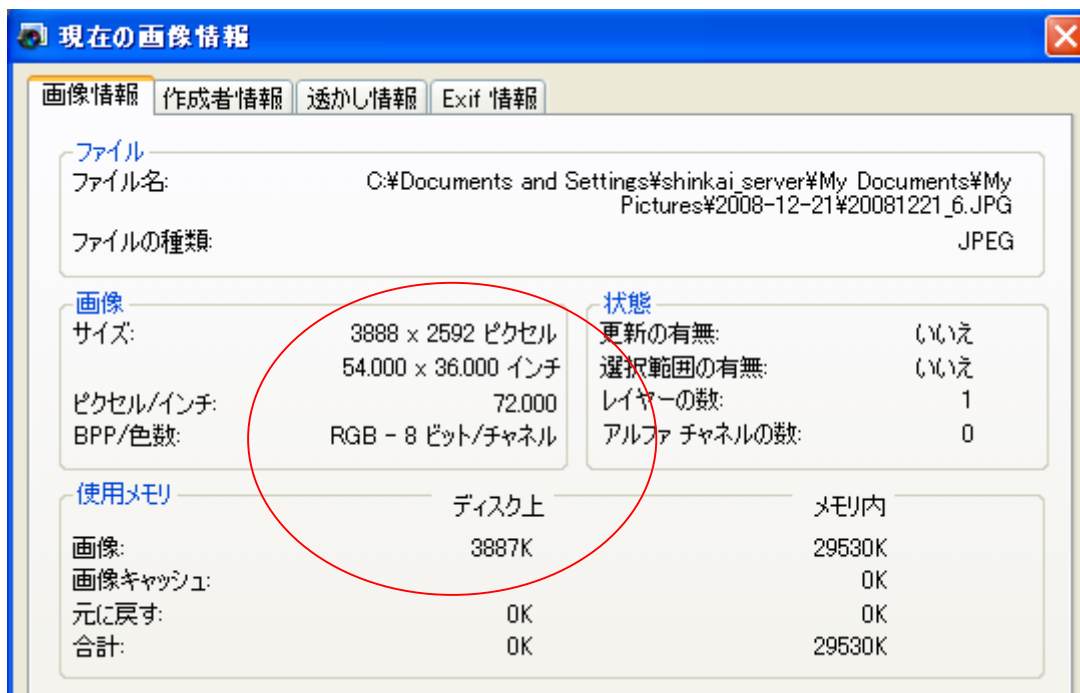 現在の画像情報
画像情報 作成者情報 透かし情報 Exif 情報
ファイル
ファイル名: C:¥Documents and Settings¥shinkai_server¥My Documents¥My
Pictures¥2008-12-21¥20081221_6.JPG
ファイルの種類: JPEG
画像
サイズ: 3888 x 2592 ピクセル
54.000 x 36.000 インチ
ピクセル/インチ: 72.000
BPP/色数: RGB - 8 ビット/チャネル
状態
更新の有無: いいえ
選択範囲の有無: いいえ
レイヤーの数: 1
アルファ チャネルの数: 0
使用メモリ ディスク上 メモリ内
画像: 3887K 29530K
画像キャッシュ: 0K
元に戻す: 0K 0K
合計: 0K 29530K